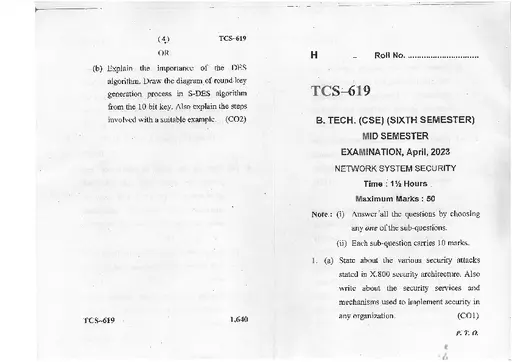 (4)
TCS–619
OR
(b) Explain the importance of the DES
algorithm. Draw the diagram of round key
generation process in S-DES algorithm
from the 10 bit key. Also explain the steps
involved with a suitable example. (CO2)
TCS–619
1,640
H
Roll No. ..............................
TCS–619
B. TECH. (CSE) (SIXTH SEMESTER)
MID SEMESTER
EXAMINATION, April, 2023
NETWORK SYSTEM SECURITY
Time : 1½ Hours
Maximum Marks : 50
Note : (i) Answer all the questions by choosing
any one of the sub-questions.
(ii) Each sub-question carries 10 marks.
1. (a) State about the various security attacks
stated in X.800 security architecture. Also
write about the security services and
mechanisms used to implement security in
any organization. (CO1)
P. T. O.